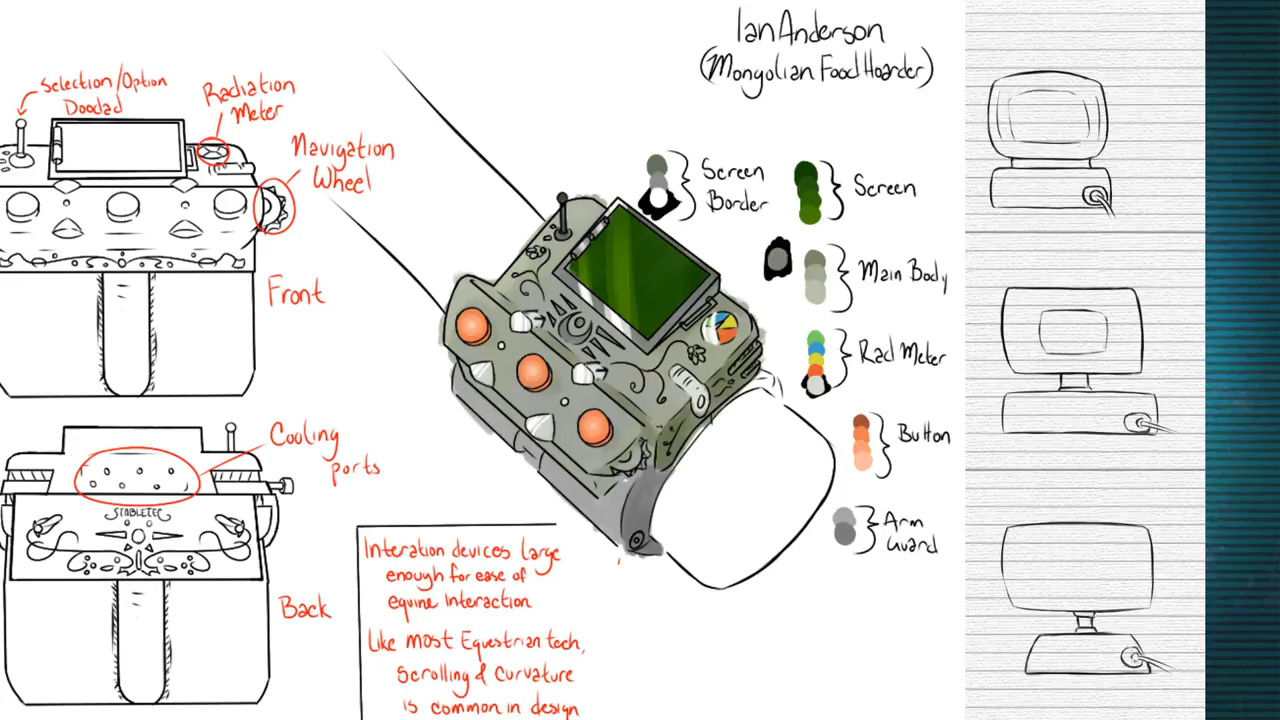 Ian Anderson
(Mongolian Food Hoarder)
Selection/Option
Doodad
Radiation
Meter
Navigation
Wheel
Front
Screen
Border
Screen
Main Body
Rad Meter
Button
Arm
Guard
Cooling
ports
STABLETEC
Back
Interation devices large
enough for ease of
equine interaction
Like most Equestrian tech,
Scrolling & Curvature
is common in design